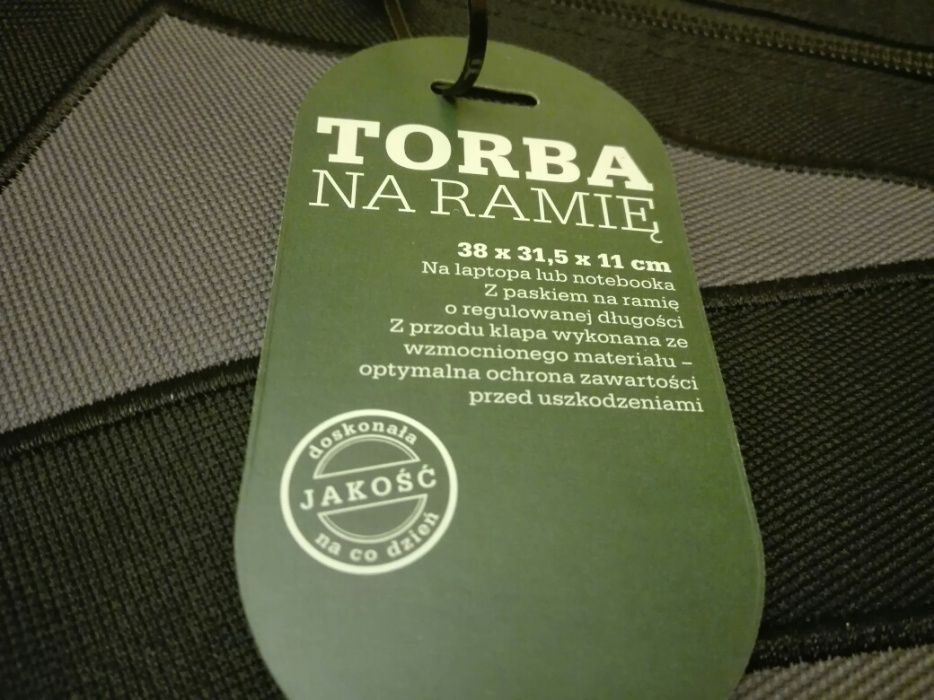 TORBA
NA RAMIĘ
38 x 31,5 x 11 cm
Na laptopa lub notebooka
Z paskiem na ramię
o regulowanej długości
Z przodu klapa wykonana ze
wzmocnionego materiału –
optymalna ochrona zawartości
przed uszkodzeniami
doskonała
JAKOŚĆ
na co dzień